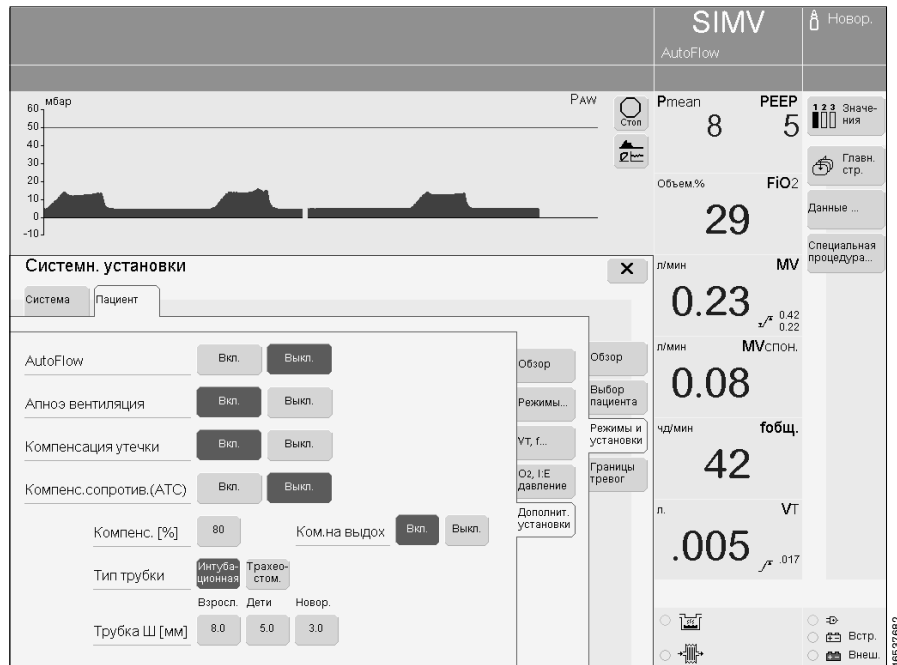 SIMV
AutoFlow
Новор.
мбар
PAW
60
50
40
30
20
10
0
-10
Стоп
Pmean
PEEP
8
5
1 2 3 Значе-
ния
Главн.
стр.
Данные ...
Специальная
процедура...
Объем.%
FiO2
29
л/мин
MV
0.23
0.42
0.22
л/мин
MVспон.
0.08
чд/мин
fобщ.
42
л.
VT
.005
.017
Встр.
Внеш.
Системн. установки
Система
Пациент
AutoFlow
Вкл.
Выкл.
Апноэ вентиляция
Вкл.
Выкл.
Компенсация утечки
Вкл.
Выкл.
Компенс.сопротив.(ATC)
Вкл.
Выкл.
Компенс. [%]
80
Ком.на выдох
Вкл.
Выкл.
Тип трубки
Интуба-
ционная
Трахео-
стом.
Взросл.
Дети
Новор.
Трубка Ш [мм]
8.0
5.0
3.0
Обзор
Режимы...
VT, f...
O2, I:E
давление
Дополнит.
установки
Обзор
Выбор
пациента
Режимы и
установки
Границы
тревог
16537682